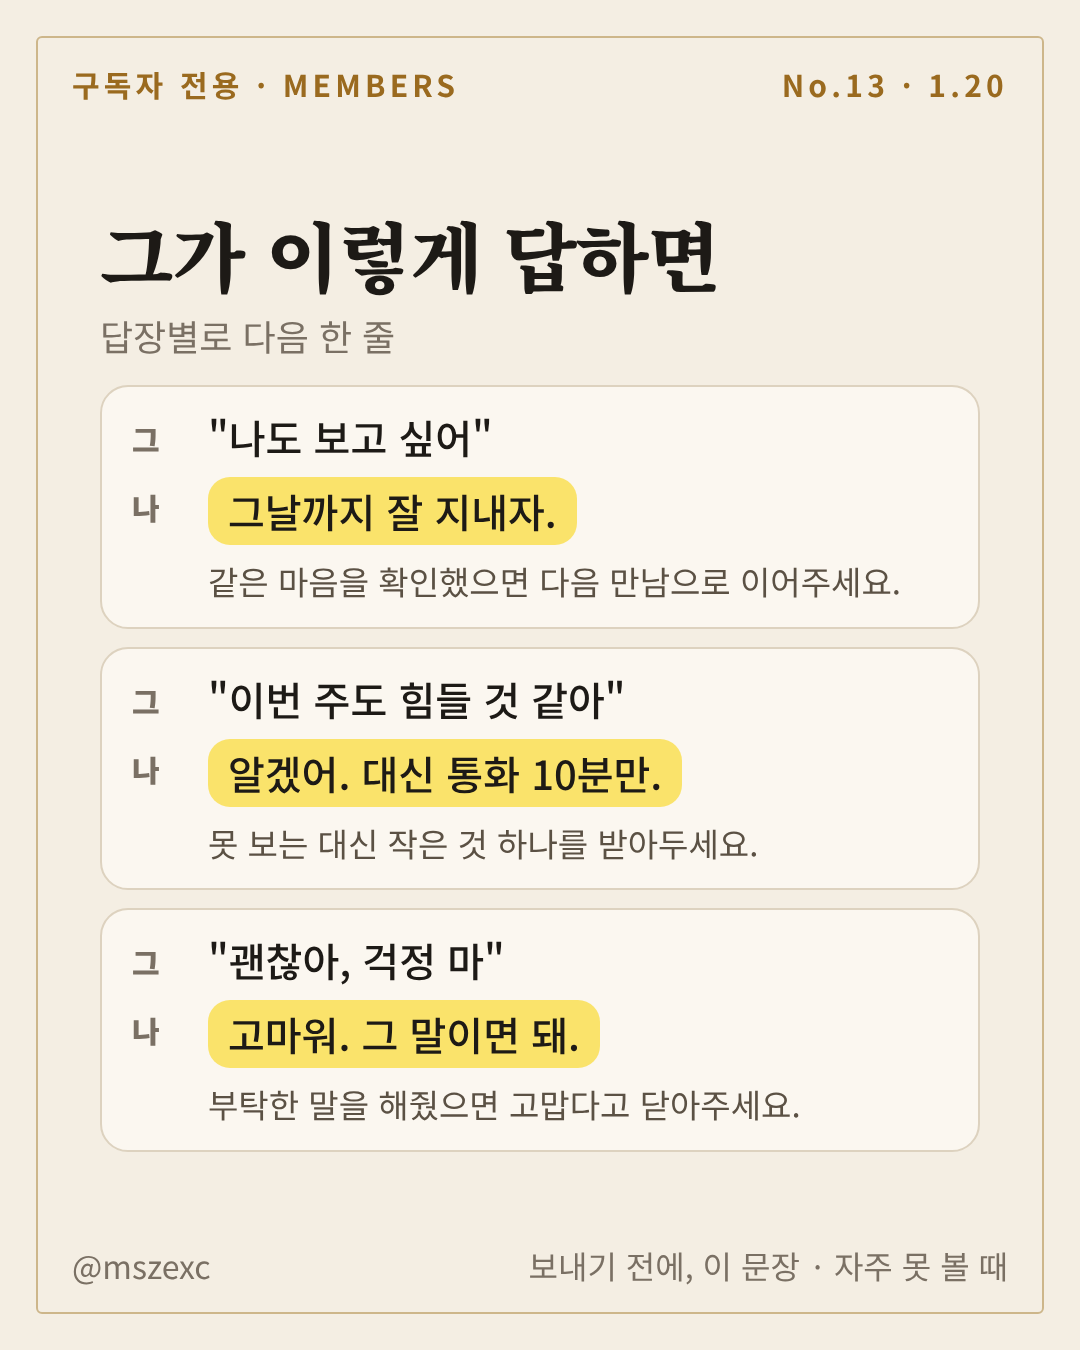 구독자 전용 · MEMBERS
No.13 · 1.20
그가 이렇게 답하면
답장별로 다음 한 줄
그 "나도 보고 싶어"
나 그날까지 잘 지내자.
같은 마음을 확인했으면 다음 만남으로 이어주세요.
그 "이번 주도 힘들 것 같아"
나 알겠어. 대신 통화 10분만.
못 보는 대신 작은 것 하나를 받아두세요.
그 "괜찮아, 걱정 마"
나 고마워. 그 말이면 돼.
부탁한 말을 해줬으면 고맙다고 닫아주세요.
@mszexc
보내기 전에, 이 문장 · 자주 못 볼 때